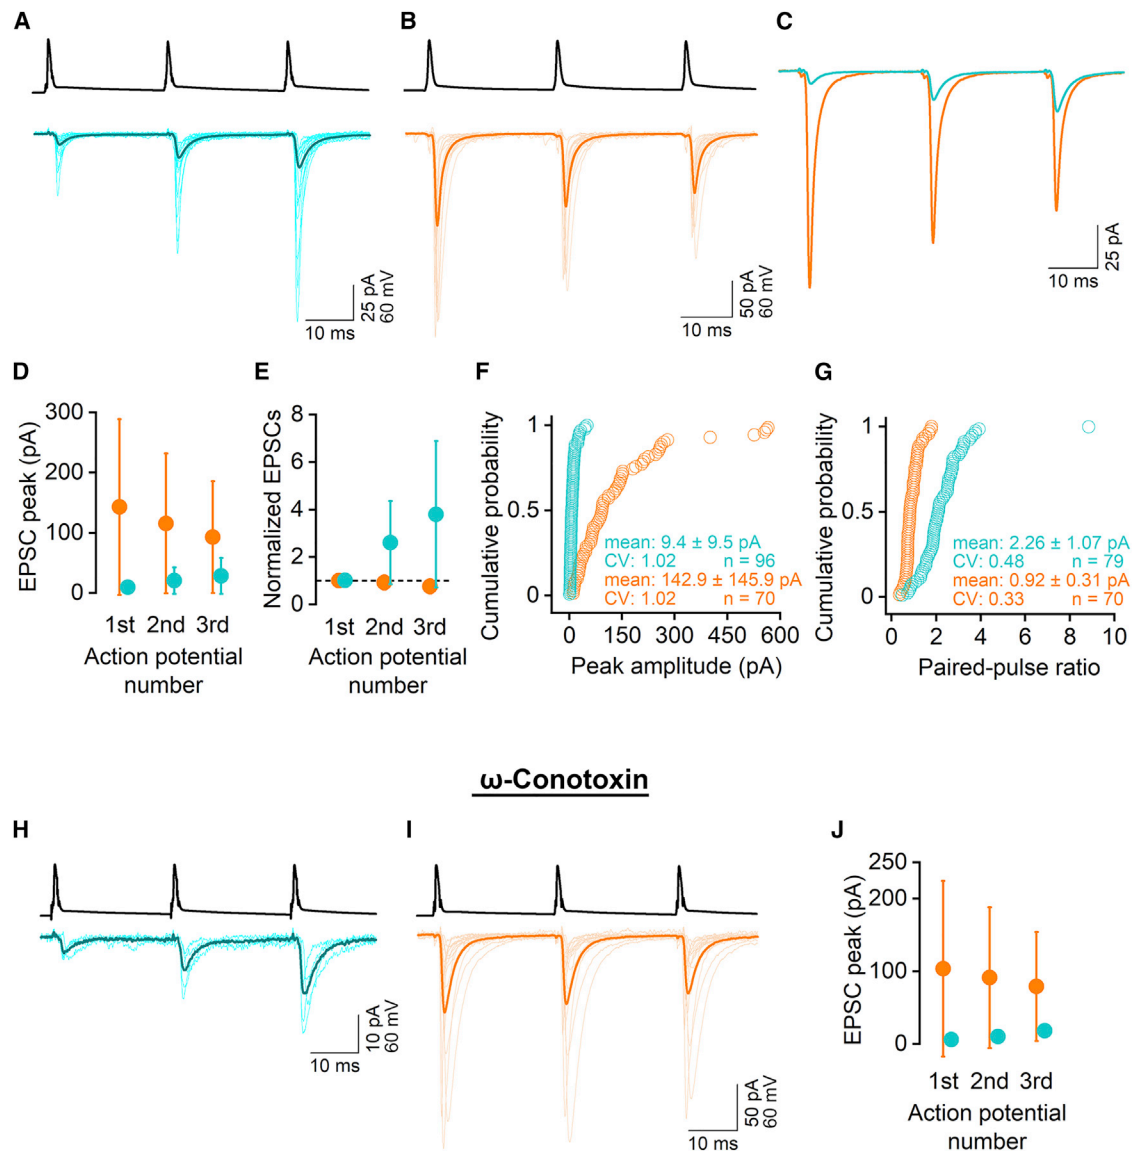 A
B
C
25 pA
60 mV
10 ms
50 pA
60 mV
10 ms
25 pA
10 ms
D
EPSC peak (pA)
300
200
100
0
1st 2nd 3rd
Action potential
number
E
Normalized EPSCs
8
6
4
2
0
1st 2nd 3rd
Action potential
number
F
Cumulative probability
1
0.5
0
mean: 9.4 ± 9.5 pA
CV: 1.02 n = 96
mean: 142.9 ± 145.9 pA
CV: 1.02 n = 70
0 150 300 450 600
Peak amplitude (pA)
G
Cumulative probability
1
0.5
0
mean: 2.26 ± 1.07 pA
CV: 0.48 n = 79
mean: 0.92 ± 0.31 pA
CV: 0.33 n = 70
0 2 4 6 8 10
Paired-pulse ratio
ω-Conotoxin
H
10 pA
60 mV
10 ms
I
50 pA
60 mV
10 ms
J
EPSC peak (pA)
250
200
100
0
1st 2nd 3rd
Action potential
number